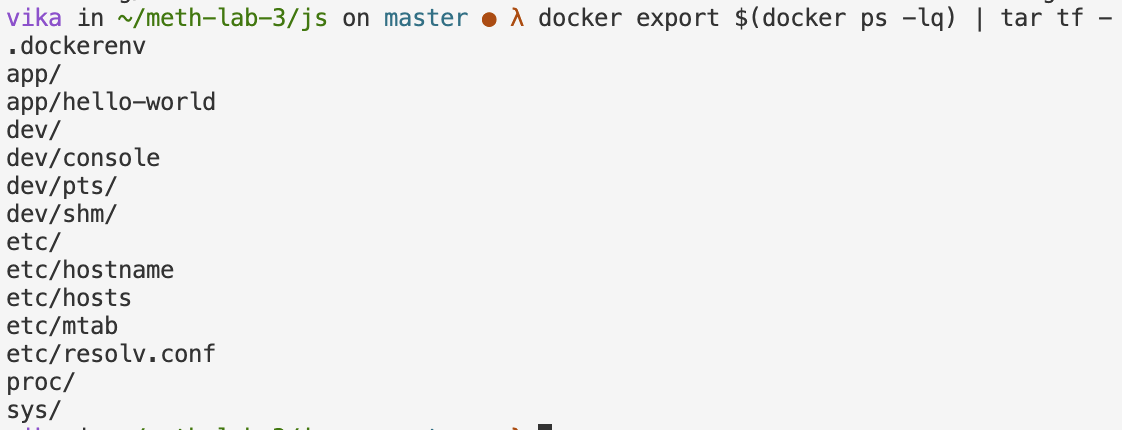 vika in ~/meth-lab-3/js on master ● λ docker export $(docker ps -lq) | tar tf -
.dockerenv
app/
app/hello-world
dev/
dev/console
dev/pts/
dev/shm/
etc/
etc/hostname
etc/hosts
etc/mtab
etc/resolv.conf
proc/
sys/